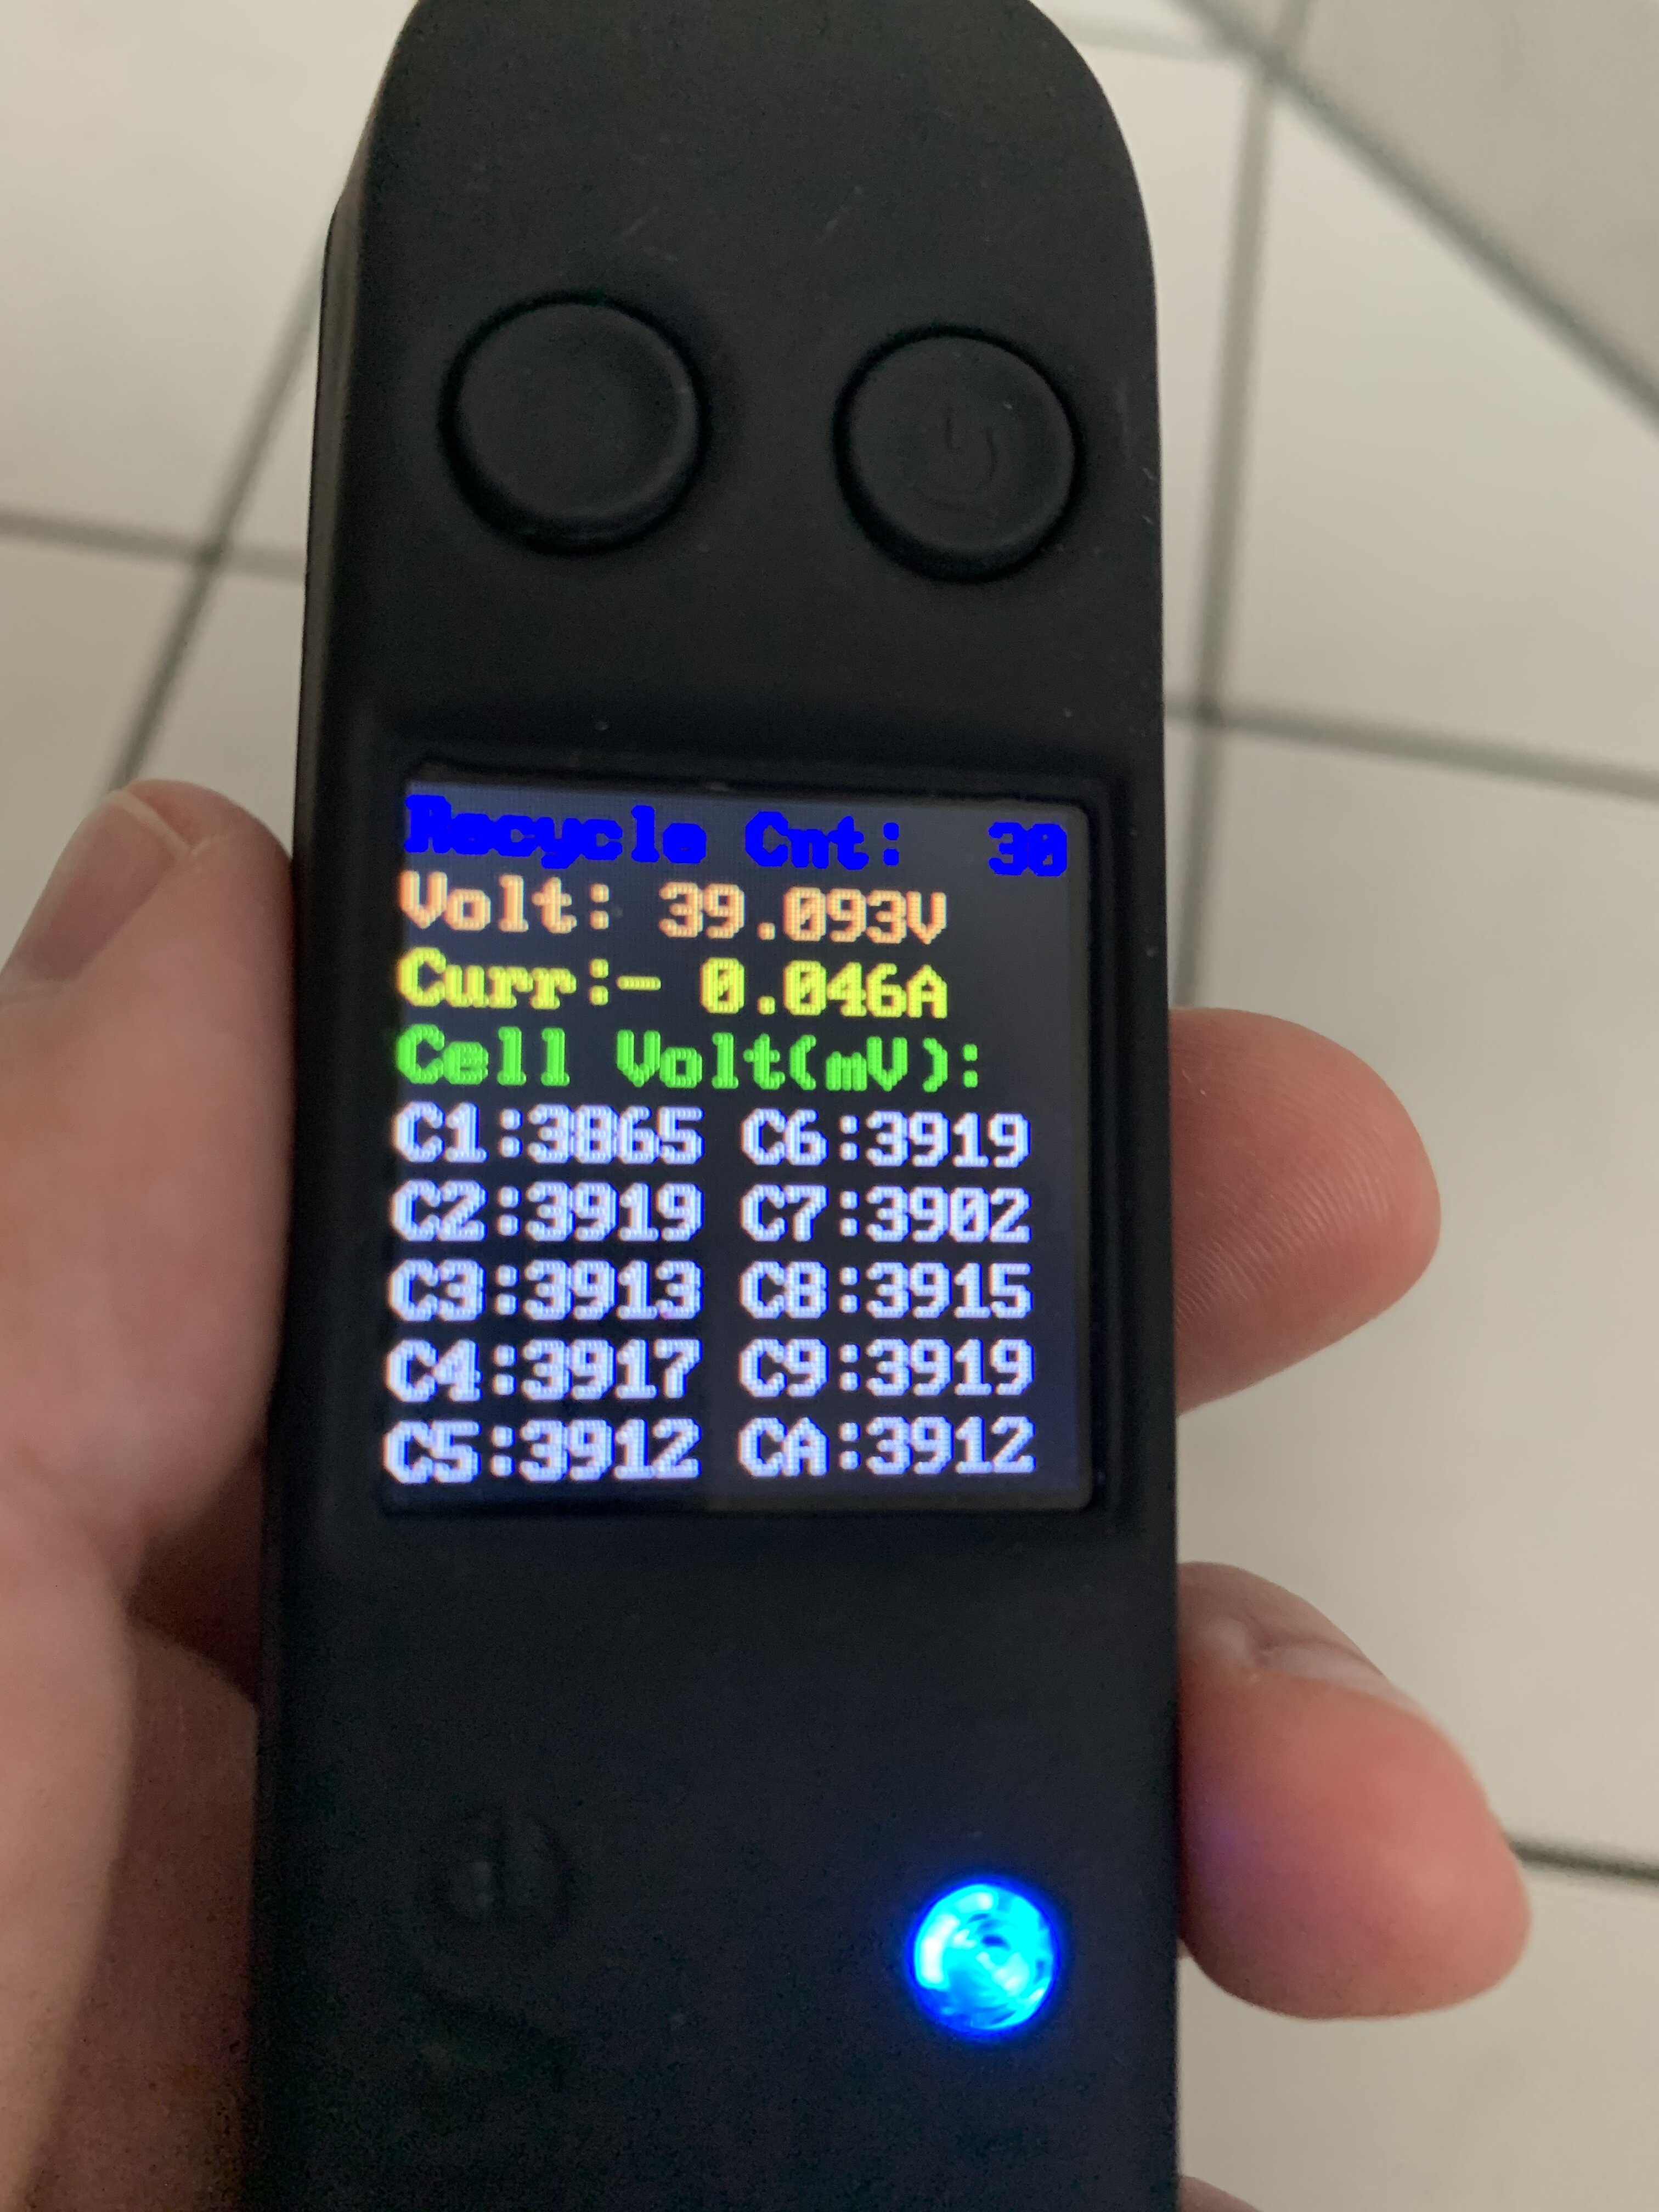 Recycle Cnt: 30
Volt: 39.093V
Curr:- 0.046A
Cell Volt(mV):
C1:3865 C6:3919
C2:3919 C7:3902
C3:3913 C8:3915
C4:3917 C9:3919
C5:3912 CA:3912